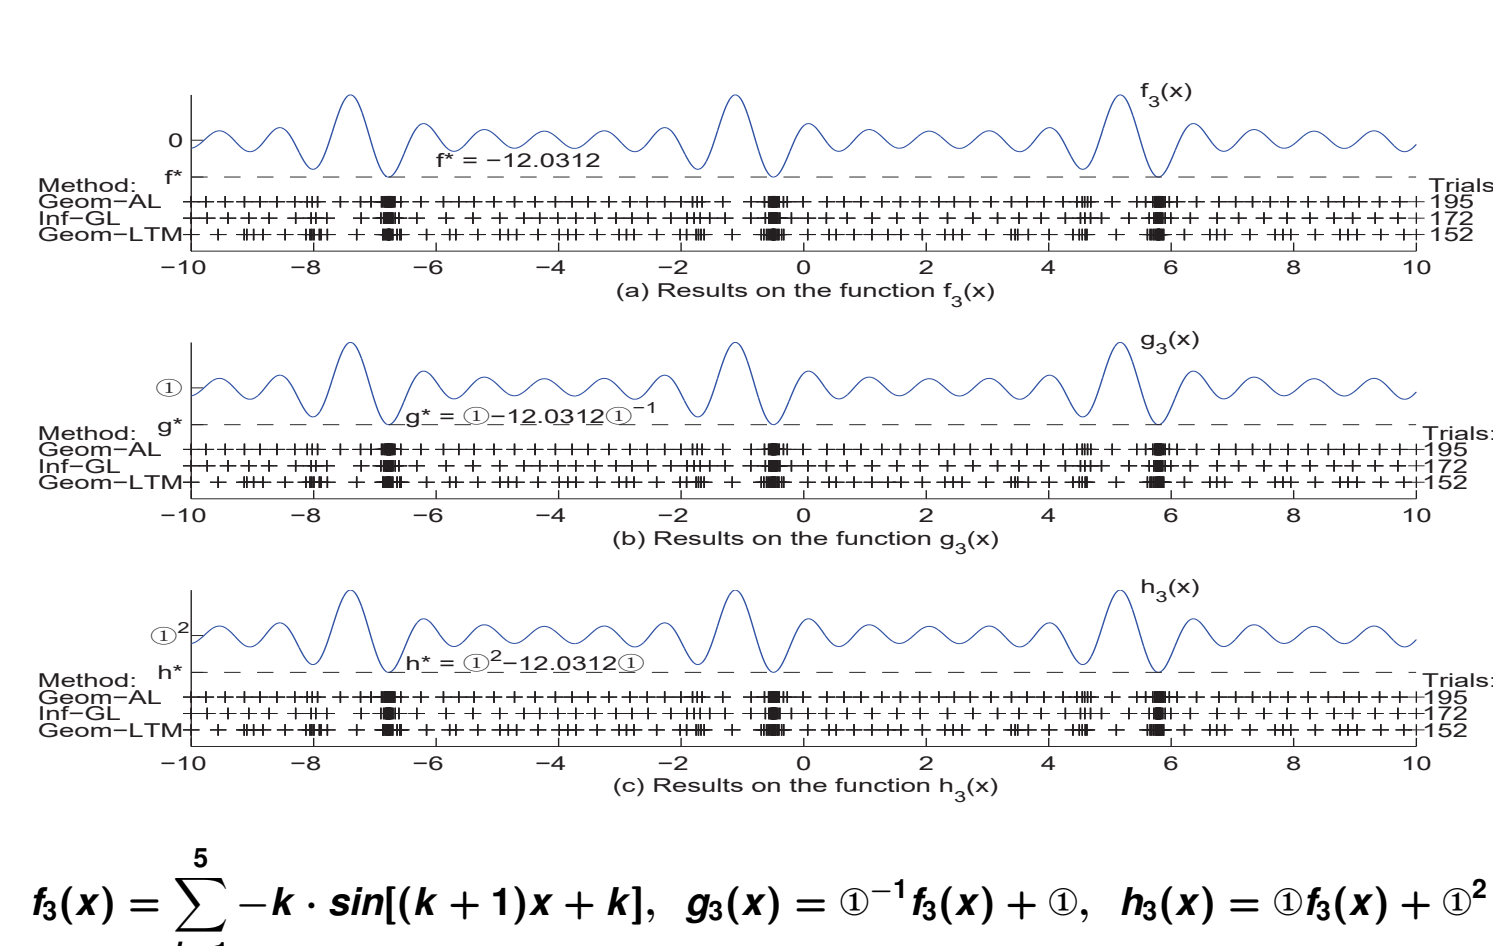 f₃(x)
0
f* = −12.0312
f*
Method:
Trials
Geom−AL 195
Inf−GL 172
Geom−LTM 152
−10 −8 −6 −4 −2 0 2 4 6 8 10
(a) Results on the function f₃(x)
g₃(x)
①
g* = ①−12.0312①⁻¹
g*
Method:
Trials:
Geom−AL 195
Inf−GL 172
Geom−LTM 152
−10 −8 −6 −4 −2 0 2 4 6 8 10
(b) Results on the function g₃(x)
h₃(x)
①²
h* = ①²−12.0312①
h*
Method:
Trials:
Geom−AL 195
Inf−GL 172
Geom−LTM 152
−10 −8 −6 −4 −2 0 2 4 6 8 10
(c) Results on the function h₃(x)
5
f₃(x) = ∑ −k · sin[(k + 1)x + k], g₃(x) = ①⁻¹f₃(x) + ①, h₃(x) = ①f₃(x) + ①²